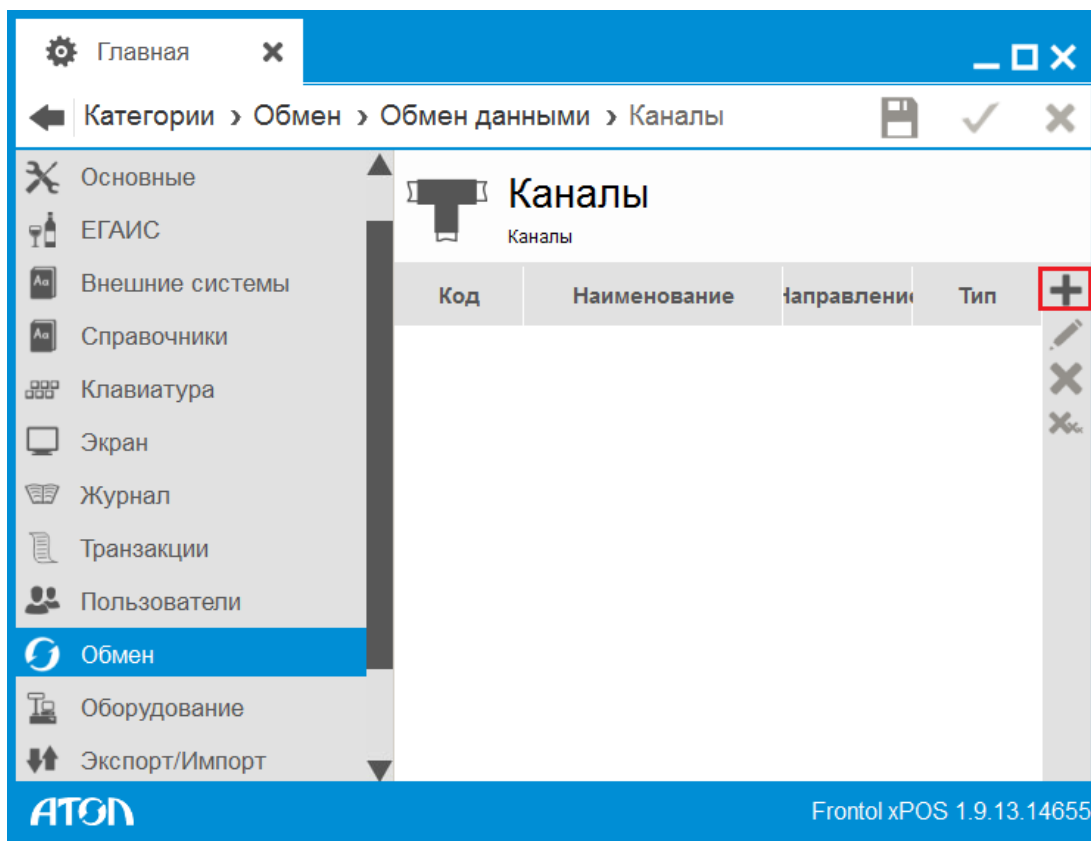 Главная
Категории › Обмен › Обмен данными › Каналы
Основные
ЕГАИС
Внешние системы
Справочники
Клавиатура
Экран
Журнал
Транзакции
Пользователи
Обмен
Оборудование
Экспорт/Импорт
Каналы
Каналы
Код Наименование Направление Тип
АТОЛ
Frontol xPOS 1.9.13.14655